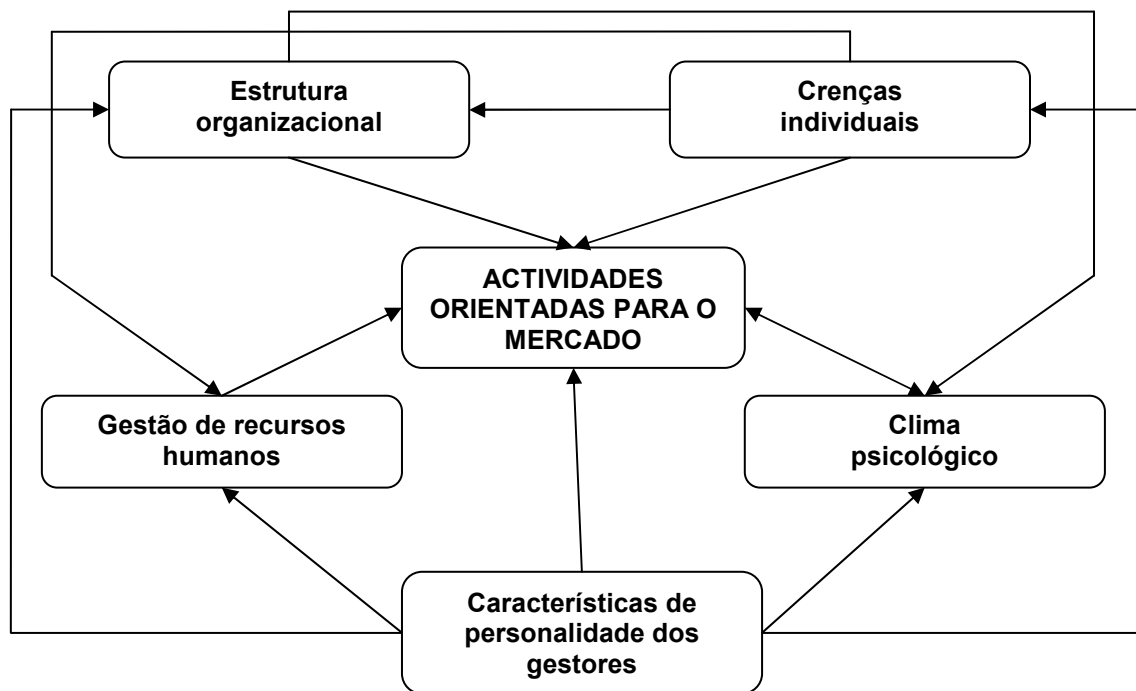 Estrutura
organizacional
Crenças
individuais
ACTIVIDADES
ORIENTADAS PARA O
MERCADO
Gestão de recursos
humanos
Clima
psicológico
Características de
personalidade dos
gestores